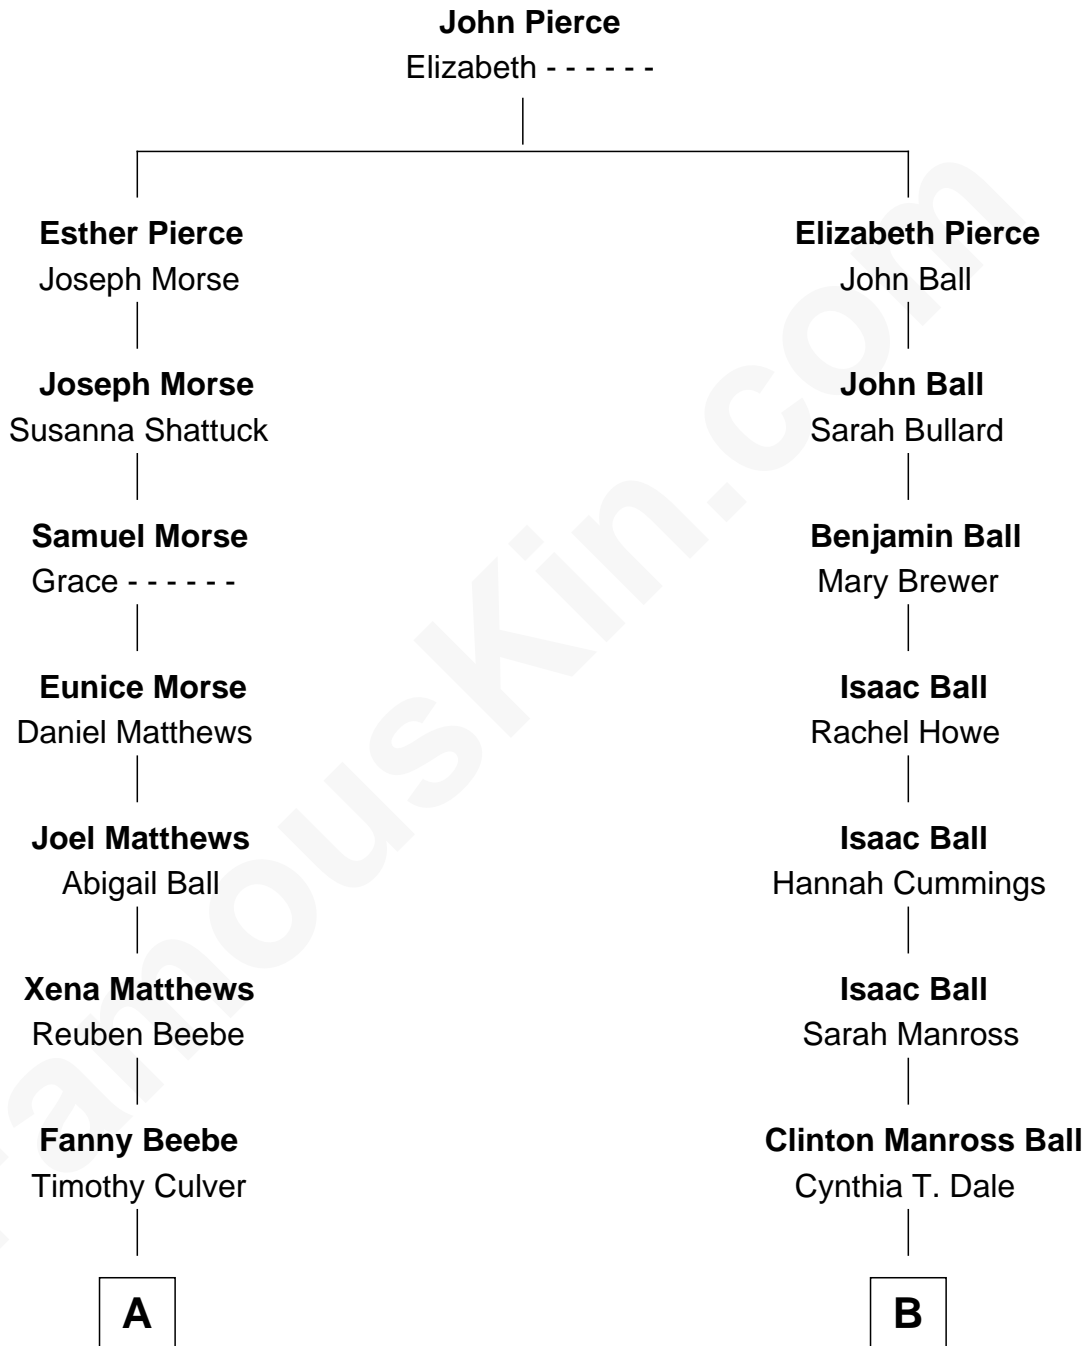 John Pierce
Elizabeth - - - - - -
Esther Pierce
Joseph Morse
Elizabeth Pierce
John Ball
Joseph Morse
Susanna Shattuck
John Ball
Sarah Bullard
Samuel Morse
Grace - - - - - -
Benjamin Ball
Mary Brewer
Eunice Morse
Daniel Matthews
Isaac Ball
Rachel Howe
Joel Matthews
Abigail Ball
Isaac Ball
Hannah Cummings
Xena Matthews
Reuben Beebe
Isaac Ball
Sarah Manross
Fanny Beebe
Timothy Culver
Clinton Manross Ball
Cynthia T. Dale
A
B
FamousKin.com